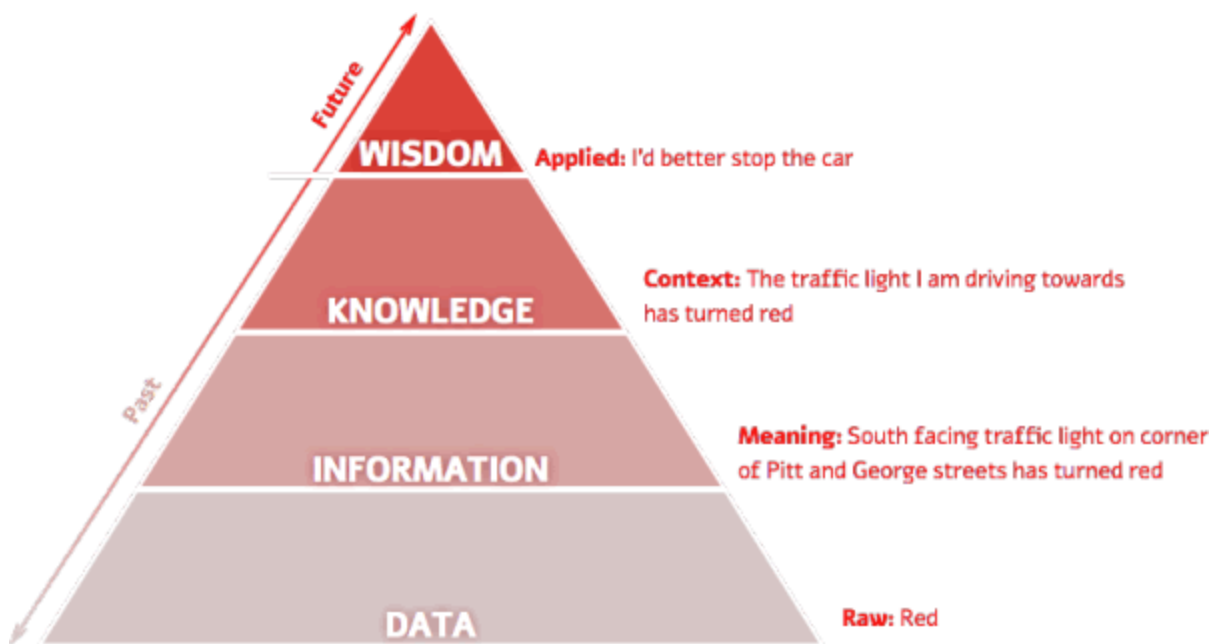 Future
WISDOM
Applied: I'd better stop the car
KNOWLEDGE
Context: The traffic light I am driving towards
has turned red
Past
INFORMATION
Meaning: South facing traffic light on corner
of Pitt and George streets has turned red
DATA
Raw: Red